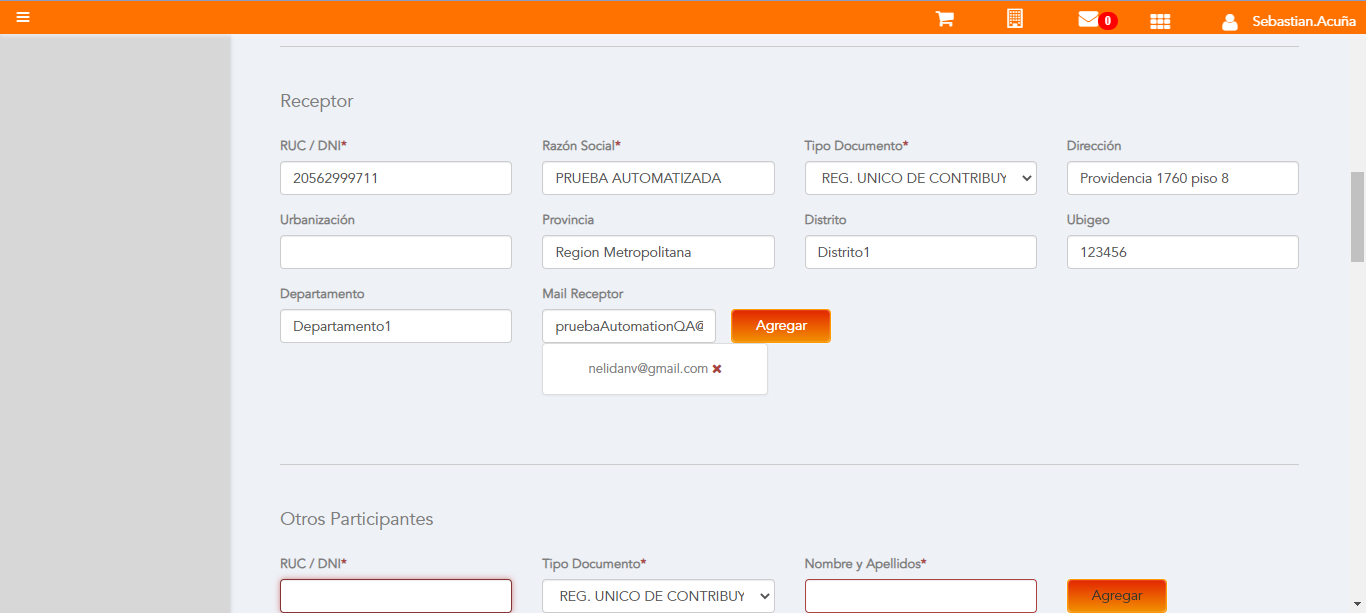 0
Sebastian.Acuña
Receptor
RUC / DNI* Razón Social* Tipo Documento* Dirección
20562999711 PRUEBA AUTOMATIZADA REG. UNICO DE CONTRIBUY Providencia 1760 piso 8
Urbanización Provincia Distrito Ubigeo
Region Metropolitana Distrito1 123456
Departamento Mail Receptor
Departamento1 pruebaAutomationQA@ Agregar
nelidanv@gmail.com
Otros Participantes
RUC / DNI* Tipo Documento* Nombre y Apellidos*
REG. UNICO DE CONTRIBUY Agregar